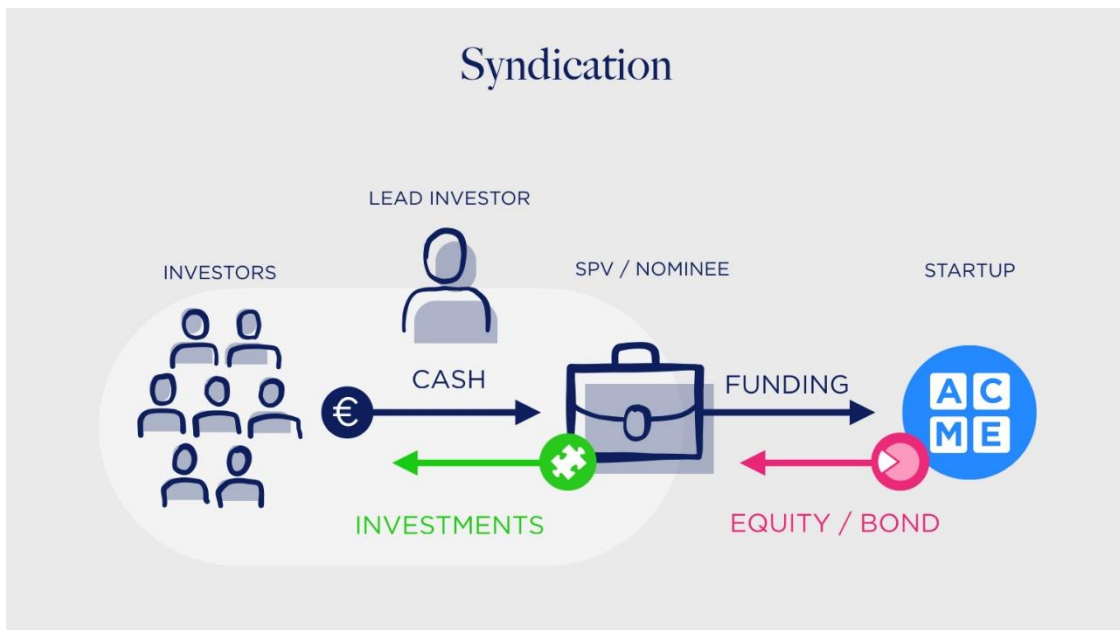 Syndication
LEAD INVESTOR
INVESTORS
SPV / NOMINEE
STARTUP
CASH
€
FUNDING
AC
ME
INVESTMENTS
EQUITY / BOND